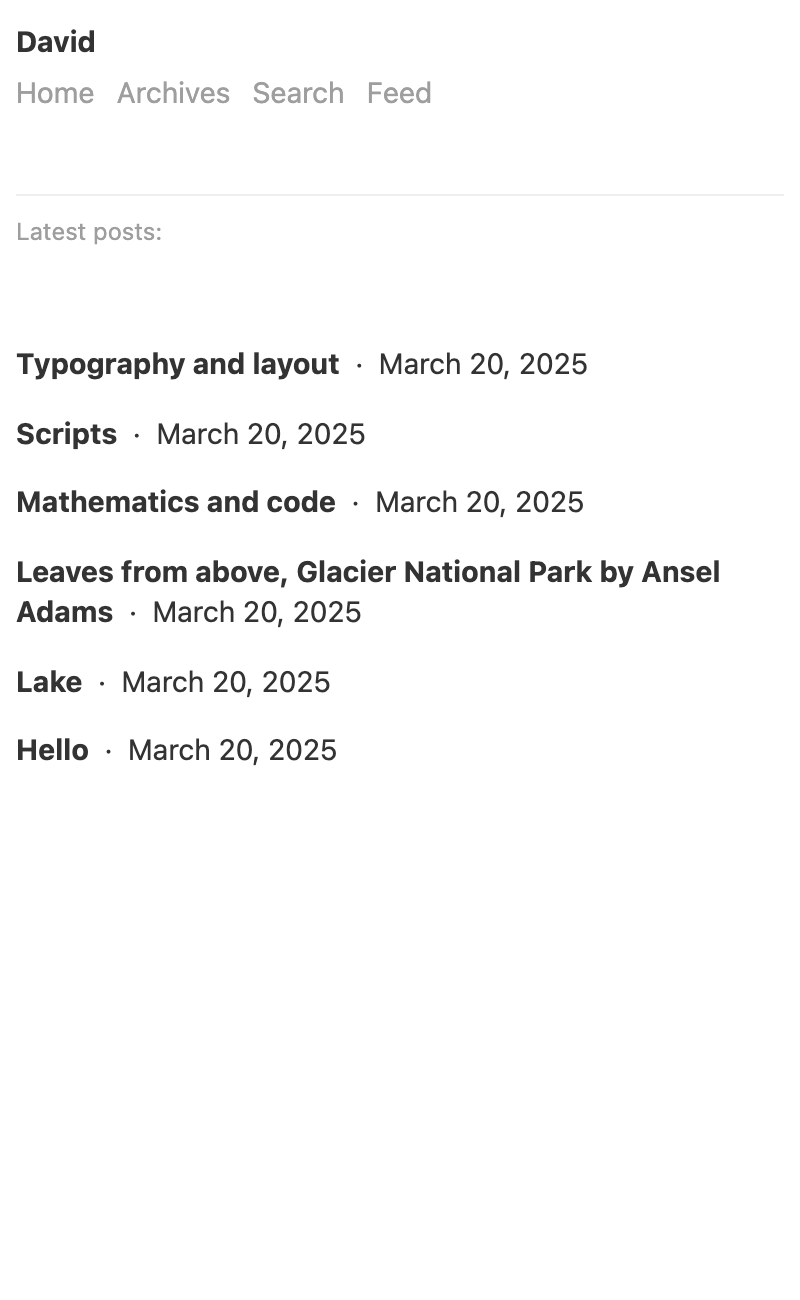 David
Home Archives Search Feed
Latest posts:
Typography and layout · March 20, 2025
Scripts · March 20, 2025
Mathematics and code · March 20, 2025
Leaves from above, Glacier National Park by Ansel
Adams · March 20, 2025
Lake · March 20, 2025
Hello · March 20, 2025